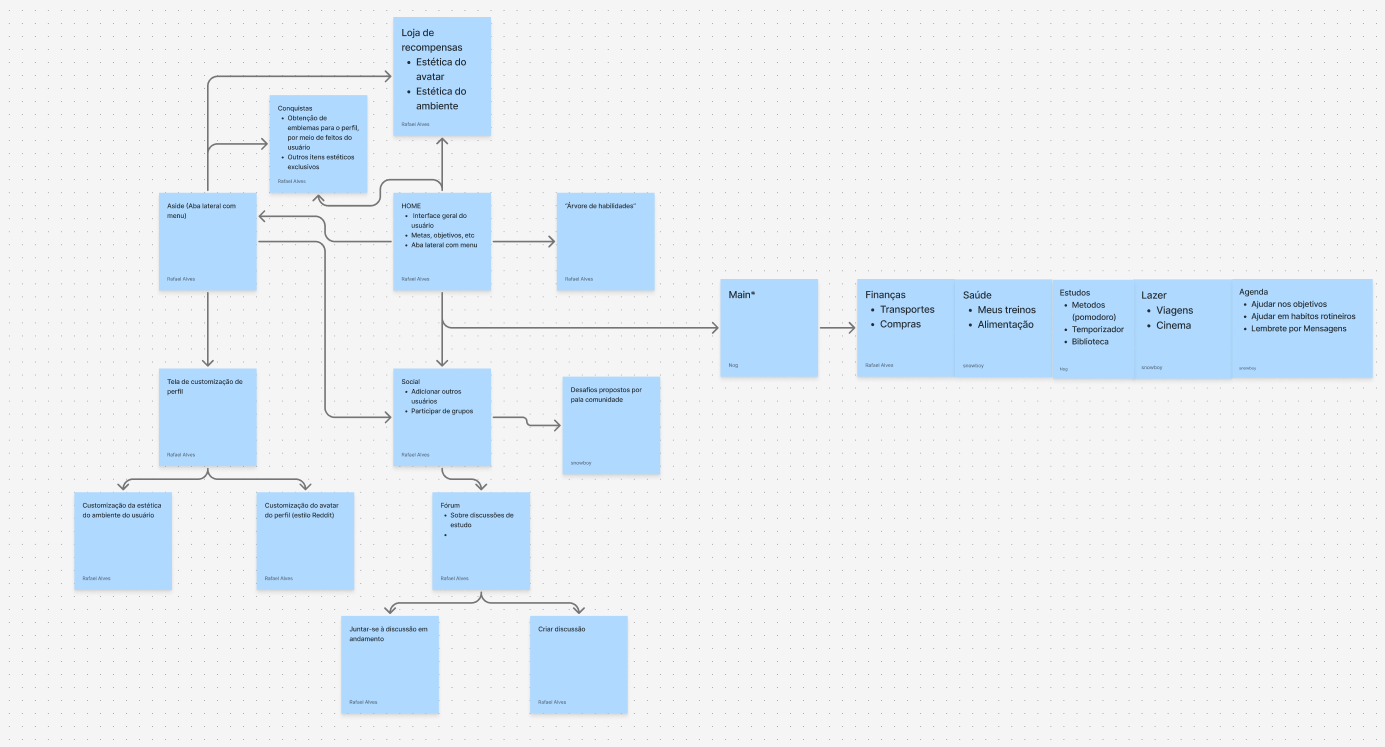 Loja de
recompensas
• Estética do
avatar
• Estética do
ambiente
Rafael Alves
Conquistas
• Obtenção de
emblemas para o perfil,
por meio de feitos do
usuário
• Outros itens estéticos
exclusivos
Rafael Alves
Aside (Aba lateral com
menu)
Rafael Alves
HOME
• Interface geral do
usuário
• Metas, objetivos, etc
• Aba lateral com menu
Rafael Alves
"Árvore de habilidades"
Rafael Alves
Main*
Nog
Finanças
• Transportes
• Compras
Rafael Alves
Saúde
• Meus treinos
• Alimentação
snowboy
Estudos
• Metodos
(pomodoro)
• Temporizador
• Biblioteca
Nog
Lazer
• Viagens
• Cinema
snowboy
Agenda
• Ajudar nos objetivos
• Ajudar em habitos rotineiros
• Lembrete por Mensagens
snowboy
Tela de customização de
perfil
Rafael Alves
Social
• Adicionar outros
usuários
• Participar de grupos
Rafael Alves
Desafios propostos por
pala comunidade
snowboy
Customização da estética
do ambiente do usuário
Rafael Alves
Customização do avatar
do perfil (estilo Reddit)
Rafael Alves
Fórum
• Sobre discussões de
estudo
•
Rafael Alves
Juntar-se à discussão em
andamento
Rafael Alves
Criar discussão
Rafael Alves